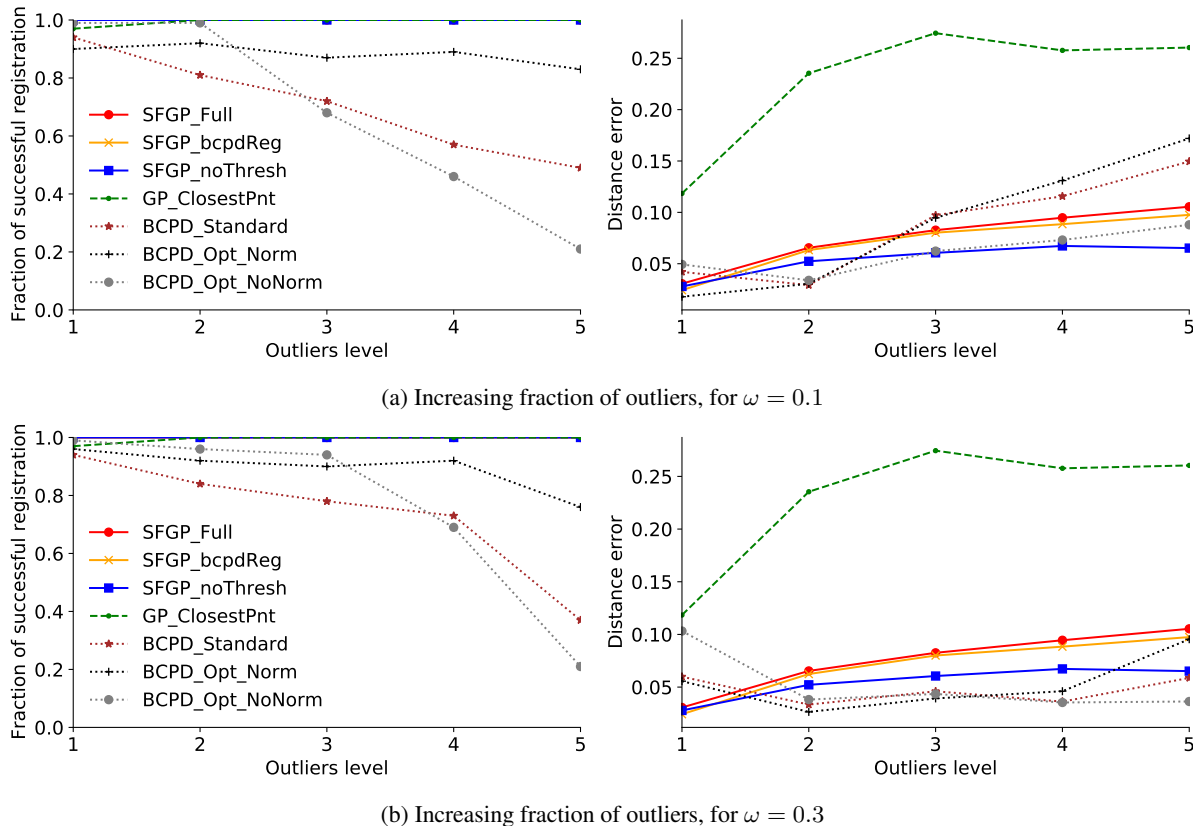 Fraction of successful registration
1.0
0.8
0.6
0.4
0.2
0.0
SFGP_Full
SFGP_bcpdReg
SFGP_noThresh
GP_ClosestPnt
BCPD_Standard
BCPD_Opt_Norm
BCPD_Opt_NoNorm
1 2 3 4 5
Outliers level
Distance error
0.25
0.20
0.15
0.10
0.05
1 2 3 4 5
Outliers level
(a) Increasing fraction of outliers, for ω = 0.1
Fraction of successful registration
1.0
0.8
0.6
0.4
0.2
0.0
SFGP_Full
SFGP_bcpdReg
SFGP_noThresh
GP_ClosestPnt
BCPD_Standard
BCPD_Opt_Norm
BCPD_Opt_NoNorm
1 2 3 4 5
Outliers level
Distance error
0.25
0.20
0.15
0.10
0.05
1 2 3 4 5
Outliers level
(b) Increasing fraction of outliers, for ω = 0.3